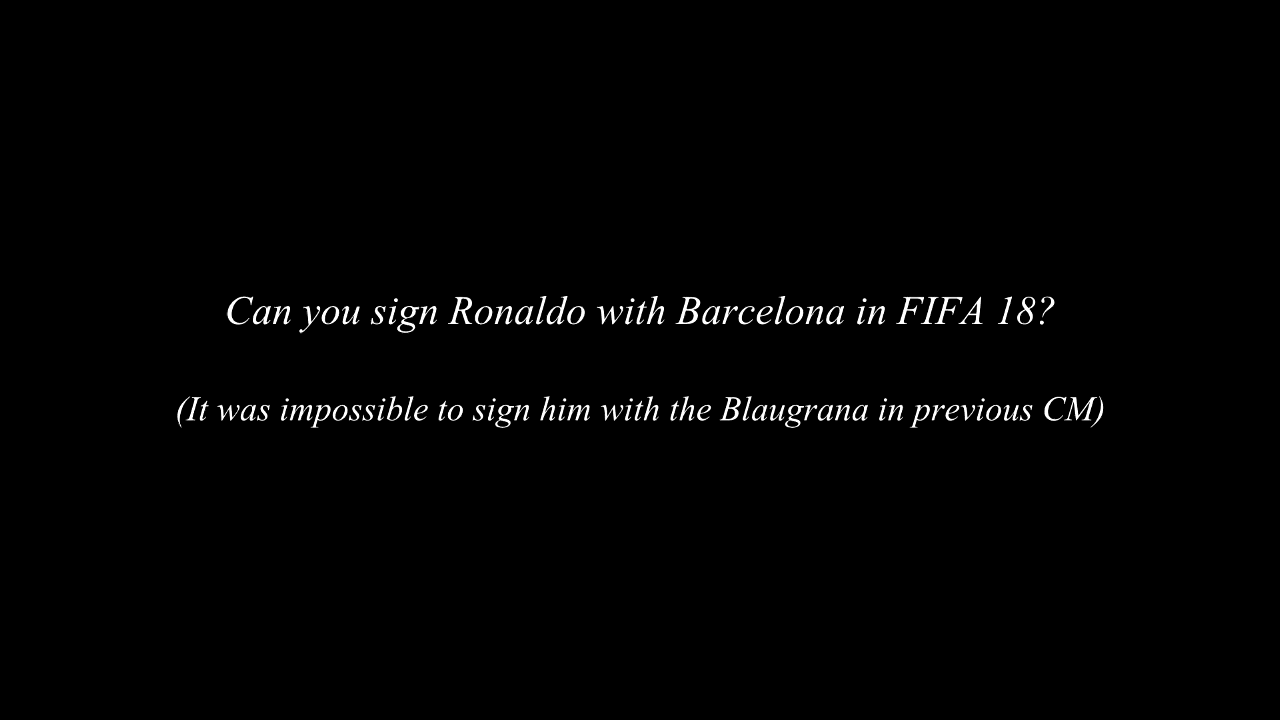 Can you sign Ronaldo with Barcelona in FIFA 18?
(It was impossible to sign him with the Blaugrana in previous CM)